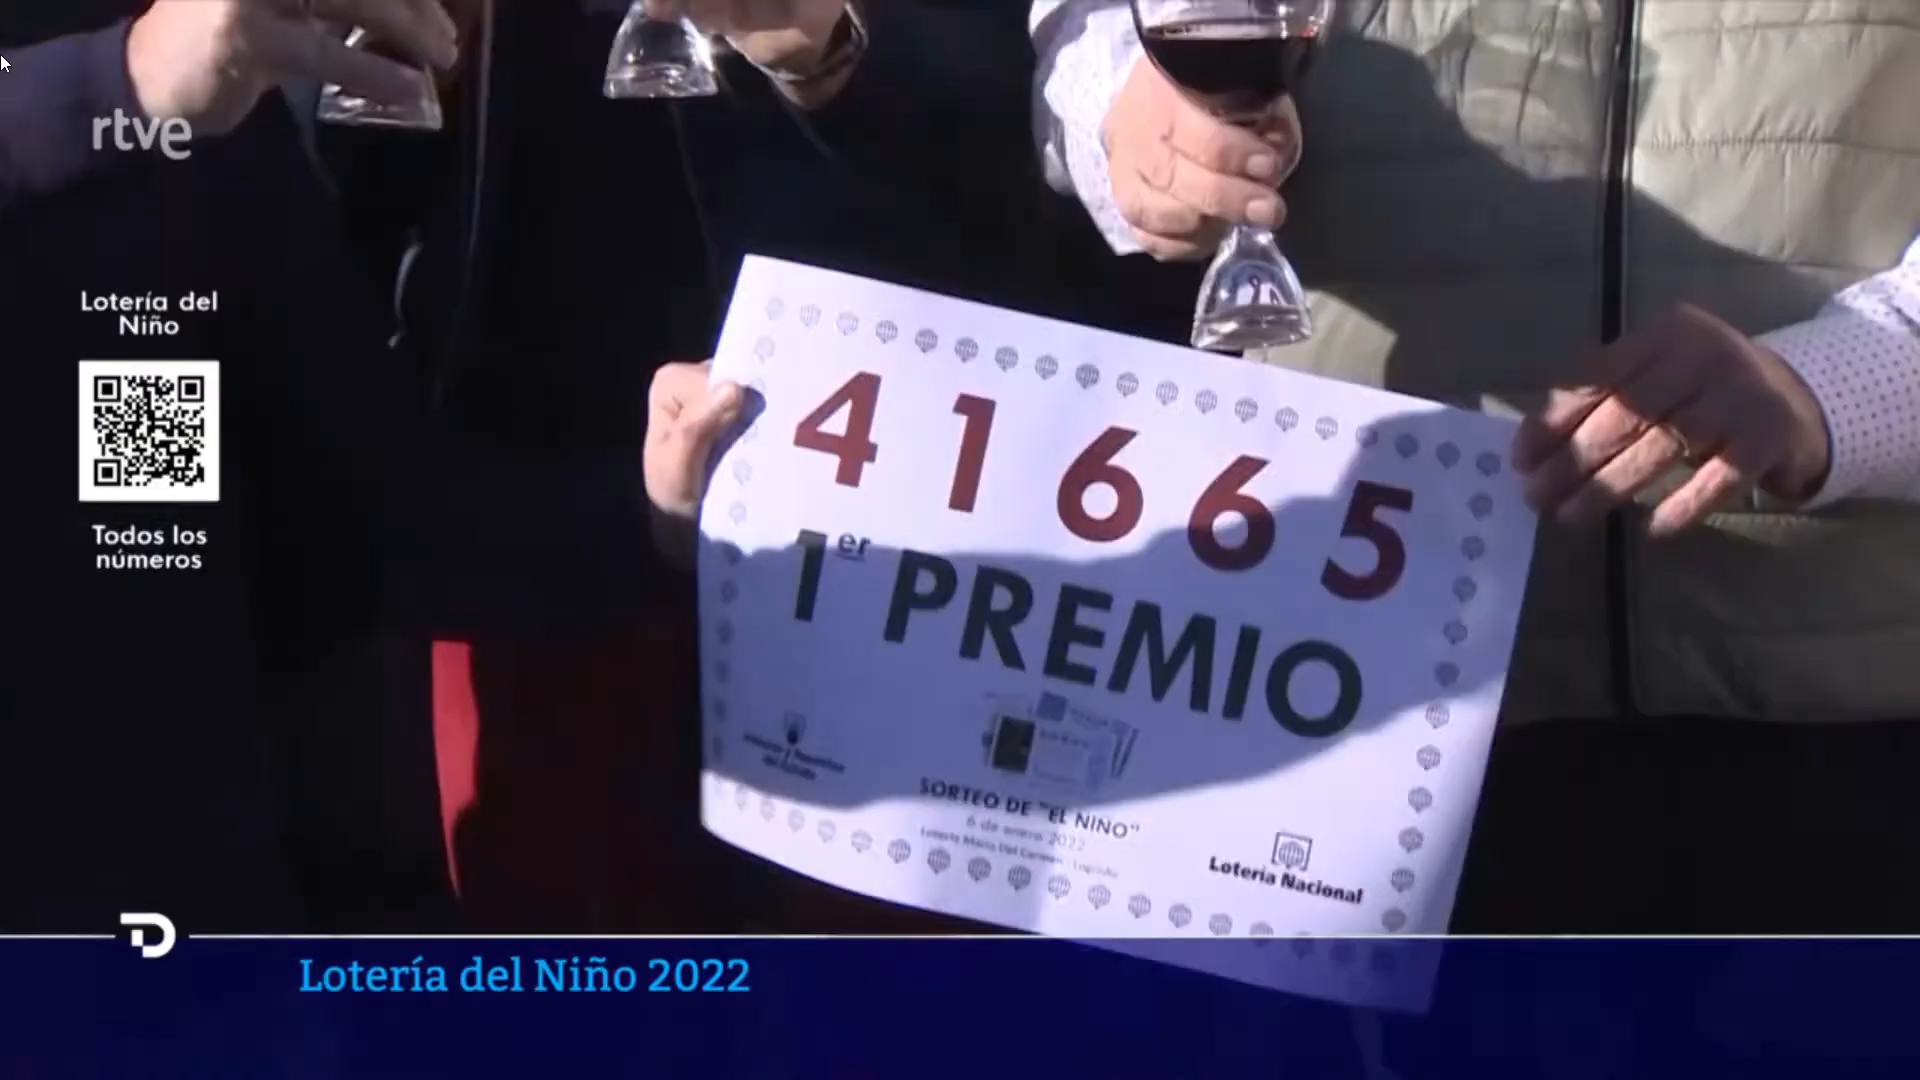 rtve
Lotería del
Niño
Todos los
números
41665
1er PREMIO
SORTEO DE "EL NIÑO"
6 de enero 2022
Lotería Nacional
Lotería del Niño 2022